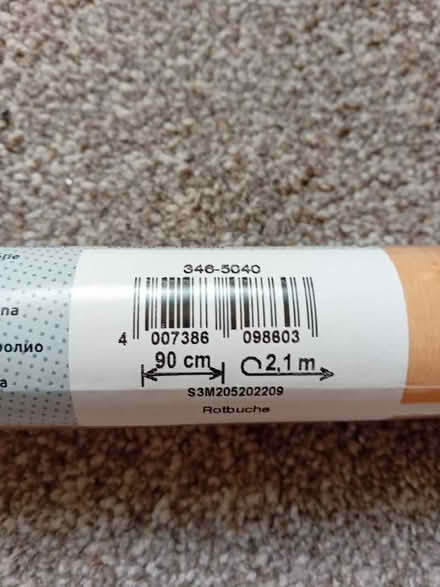 346-5040
4 007386 098603
90 cm 2,1 m
S3M205202209
Rotbuche